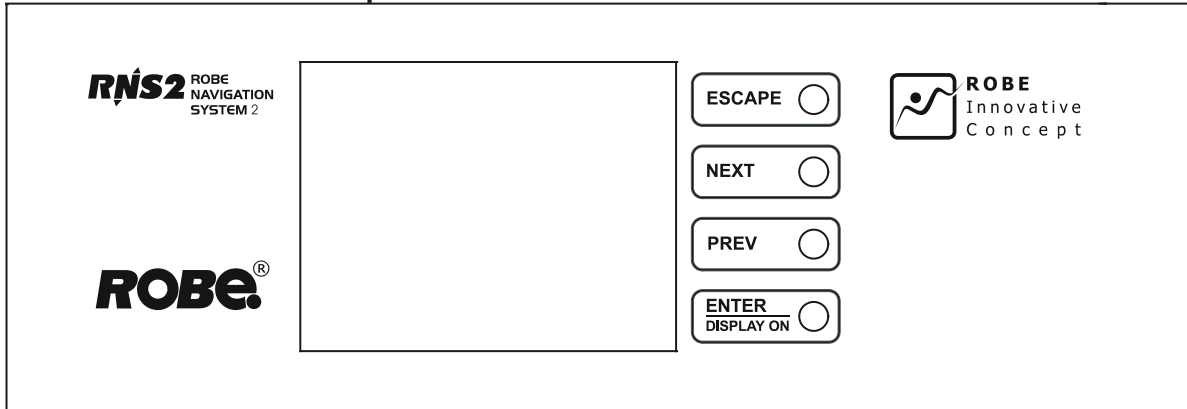 RNS2 ROBE
NAVIGATION
SYSTEM 2
ROBE®
ESCAPE
NEXT
PREV
ENTER
DISPLAY ON
ROBE
Innovative
Concept